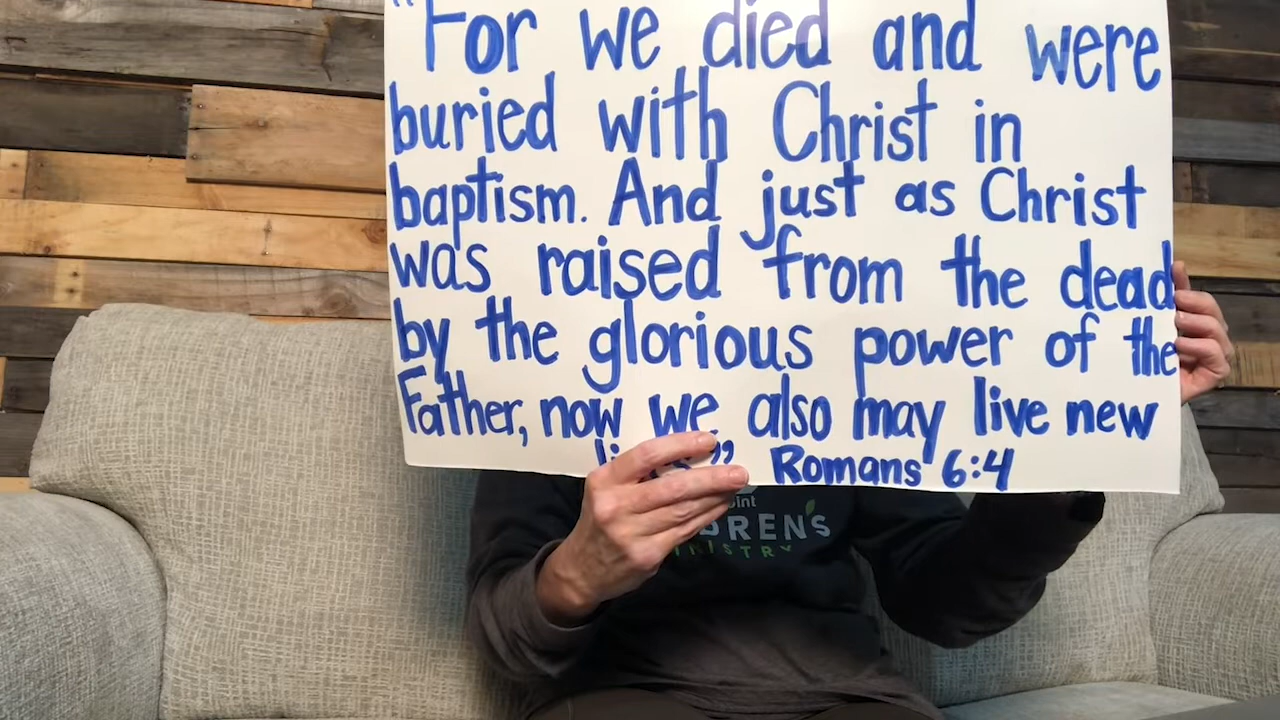 "For we died and were
buried with Christ in
baptism. And just as Christ
was raised from the dead
by the glorious power of the
Father, now we also may live new
" Romans 6:4